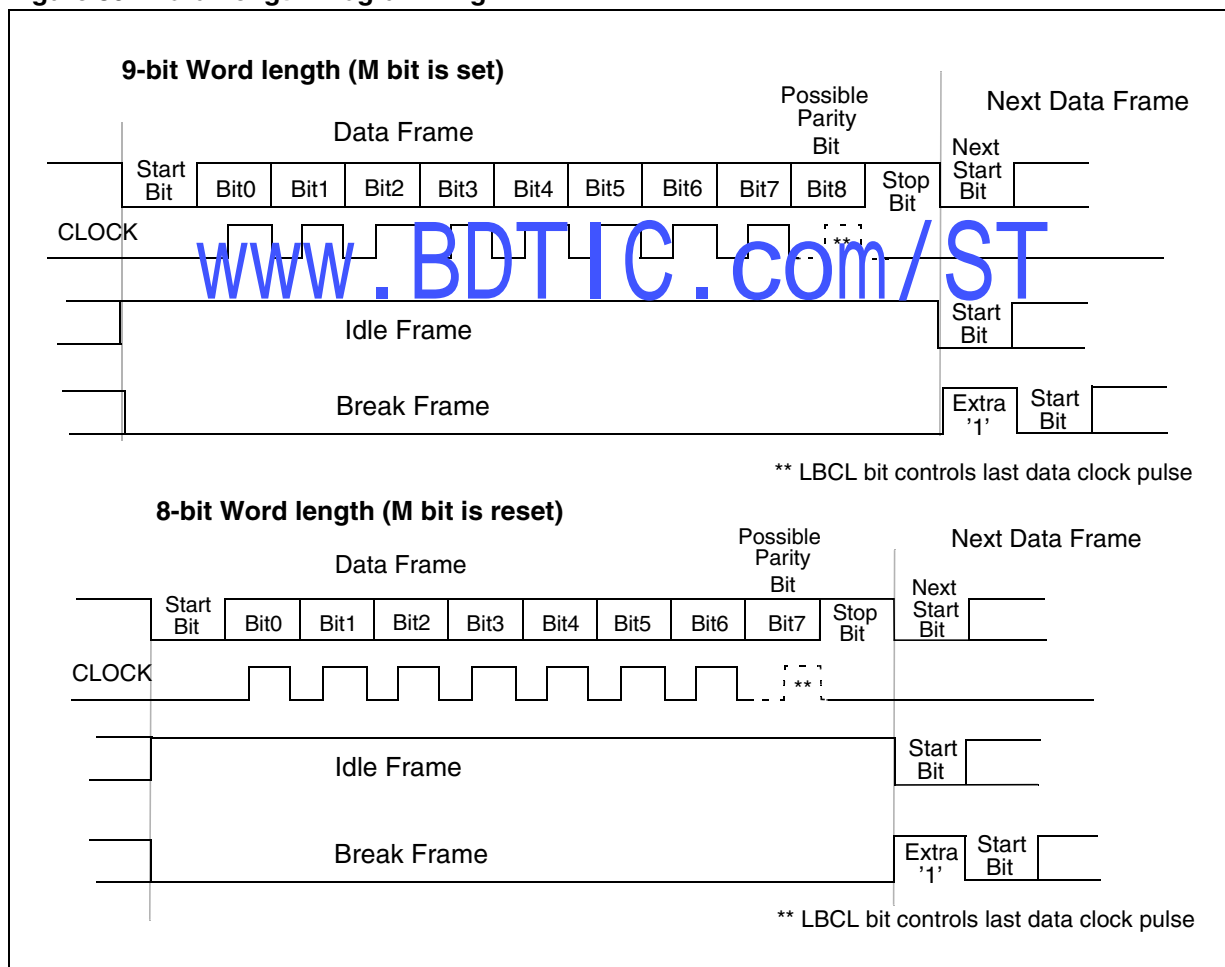 9-bit Word length (M bit is set)
Possible
Parity
Bit
Next Data Frame
Data Frame
Next
Start
Bit
Start
Bit
Bit0
Bit1
Bit2
Bit3
Bit4
Bit5
Bit6
Bit7
Bit8
Stop
Bit
CLOCK
**
www.BDTIC.com/ST
Idle Frame
Start
Bit
Break Frame
Extra
'1'
Start
Bit
** LBCL bit controls last data clock pulse
8-bit Word length (M bit is reset)
Possible
Parity
Bit
Next Data Frame
Data Frame
Next
Start
Bit
Start
Bit
Bit0
Bit1
Bit2
Bit3
Bit4
Bit5
Bit6
Bit7
Stop
Bit
CLOCK
**
Idle Frame
Start
Bit
Break Frame
Extra
'1'
Start
Bit
** LBCL bit controls last data clock pulse